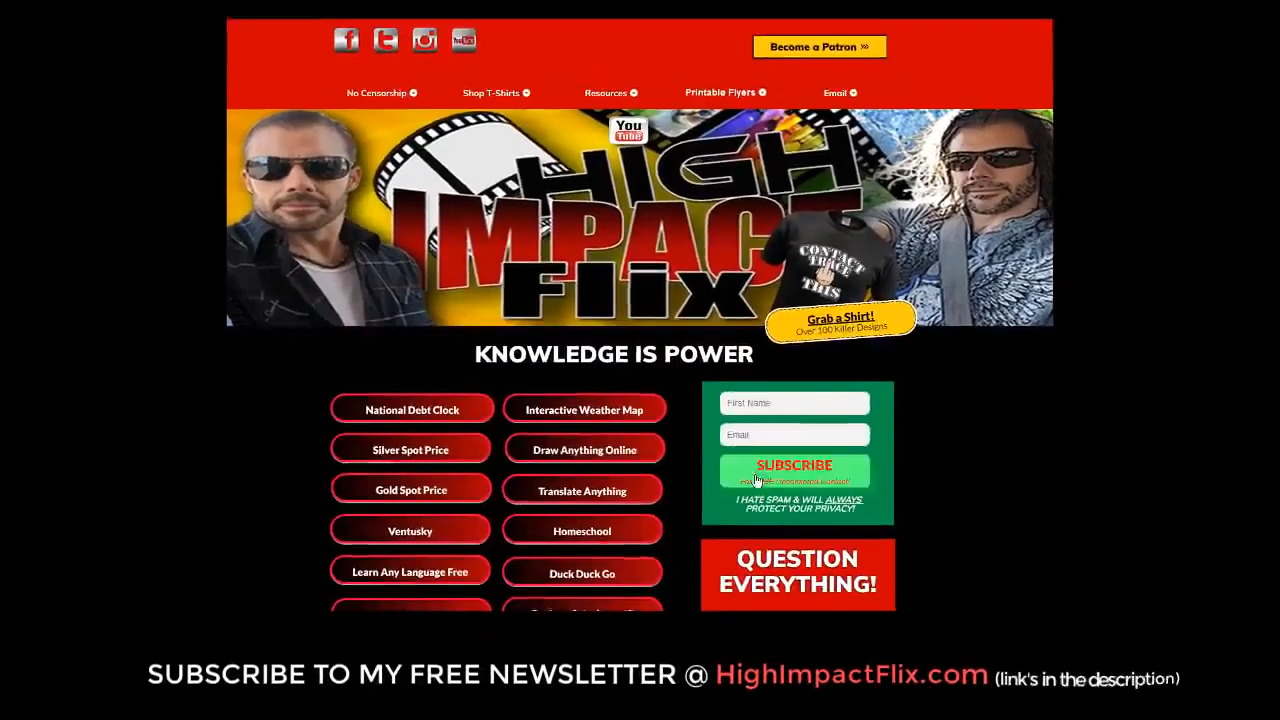 Become a Patron »
No Censorship
Shop T-Shirts
Resources
Printable Flyers
Email
You
Tube
HIGH
IMPACT
Flix
CONTACT
TRACE
THIS
Grab a Shirt!
Over 100 Killer Designs
KNOWLEDGE IS POWER
National Debt Clock
Interactive Weather Map
Silver Spot Price
Draw Anything Online
Gold Spot Price
Translate Anything
Ventusky
Homeschool
Learn Any Language Free
Duck Duck Go
First Name
Email
SUBSCRIBE
I HATE SPAM & WILL ALWAYS
PROTECT YOUR PRIVACY!
QUESTION
EVERYTHING!
SUBSCRIBE TO MY FREE NEWSLETTER @ HighImpactFlix.com (link's in the description)